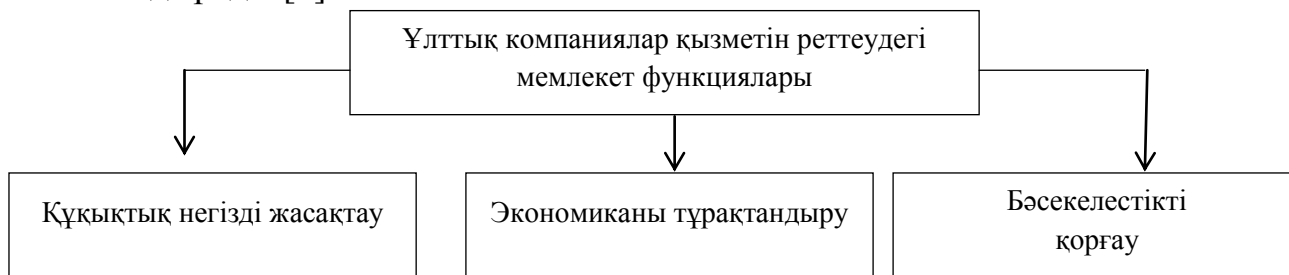 Ұлттық компаниялар қызметін реттеудегі
мемлекет функциялары
Құқықтық негізді жасақтау
Экономиканы тұрақтандыру
Бәсекелестікті
қорғау